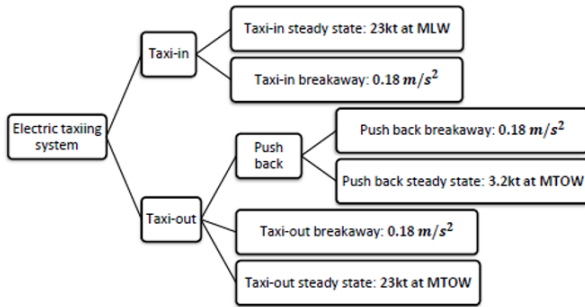 Taxi-in steady state: 23kt at MLW
Taxi-in
Taxi-in breakaway: 0.18 m/s²
Electric taxiing
system
Push back breakaway: 0.18 m/s²
Push
back
Push back steady state: 3.2kt at MTOW
Taxi-out
Taxi-out breakaway: 0.18 m/s²
Taxi-out steady state: 23kt at MTOW